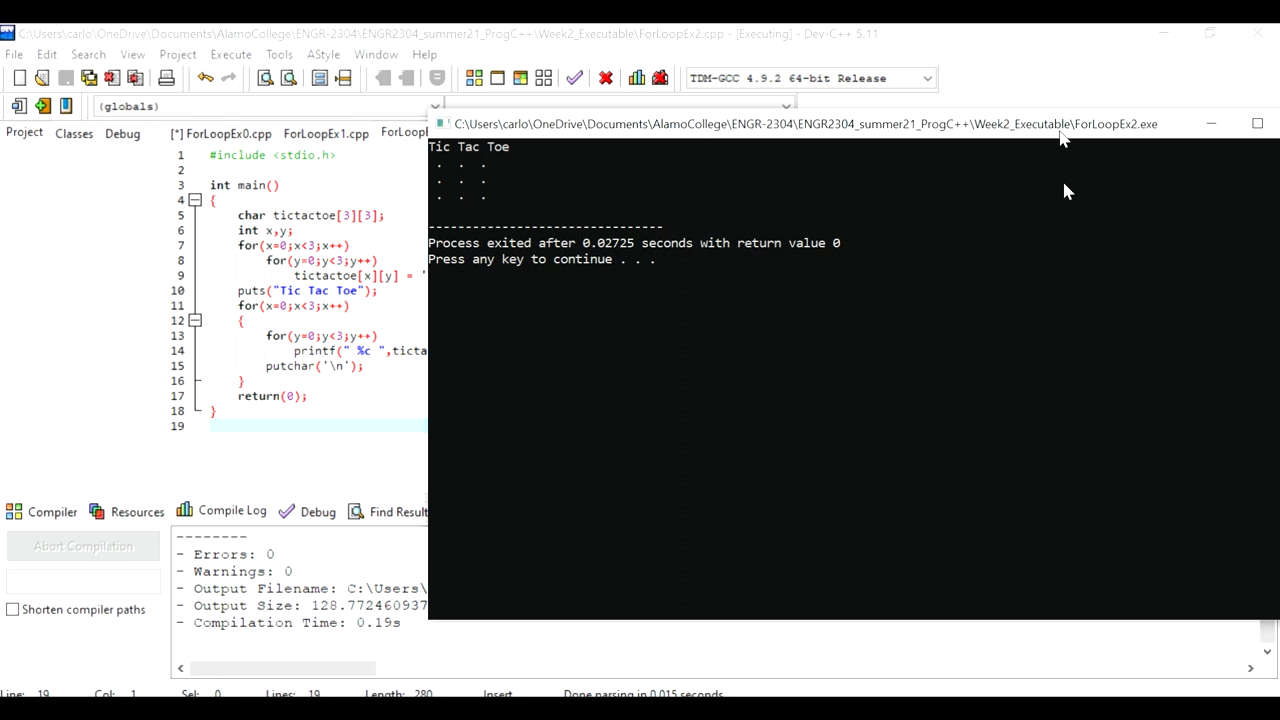 C:\Users\carlo\OneDrive\Documents\AlamoCollege\ENGR-2304\ENGR2304_summer21_ProgC++\Week2_Executable\ForLoopEx2.cpp - [Executing] - Dev-C++ 5.11
File Edit Search View Project Execute Tools AStyle Window Help
TDM-GCC 4.9.2 64-bit Release
(globals)
Project Classes Debug
[*] ForLoopEx0.cpp ForLoopEx1.cpp ForLoopE
1 #include <stdio.h>
2
3 int main()
4 {
5 char tictactoe[3][3];
6 int x,y;
7 for(x=0;x<3;x++)
8 for(y=0;y<3;y++)
9 tictactoe[x][y] = '
10 puts("Tic Tac Toe");
11 for(x=0;x<3;x++)
12 {
13 for(y=0;y<3;y++)
14 printf(" %c ",ticta
15 putchar('\n');
16 }
17 return(0);
18 }
19
C:\Users\carlo\OneDrive\Documents\AlamoCollege\ENGR-2304\ENGR2304_summer21_ProgC++\Week2_Executable\ForLoopEx2.exe
Tic Tac Toe
. . .
. . .
. . .
--------------------------------
Process exited after 0.02725 seconds with return value 0
Press any key to continue . . .
Compiler Resources Compile Log Debug Find Result
Abort Compilation
Shorten compiler paths
--------
- Errors: 0
- Warnings: 0
- Output Filename: C:\Users\
- Output Size: 128.772460937
- Compilation Time: 0.19s
Line: 19 Col: 1 Sel: 0 Lines: 19 Length: 280 Insert Done parsing in 0.015 seconds